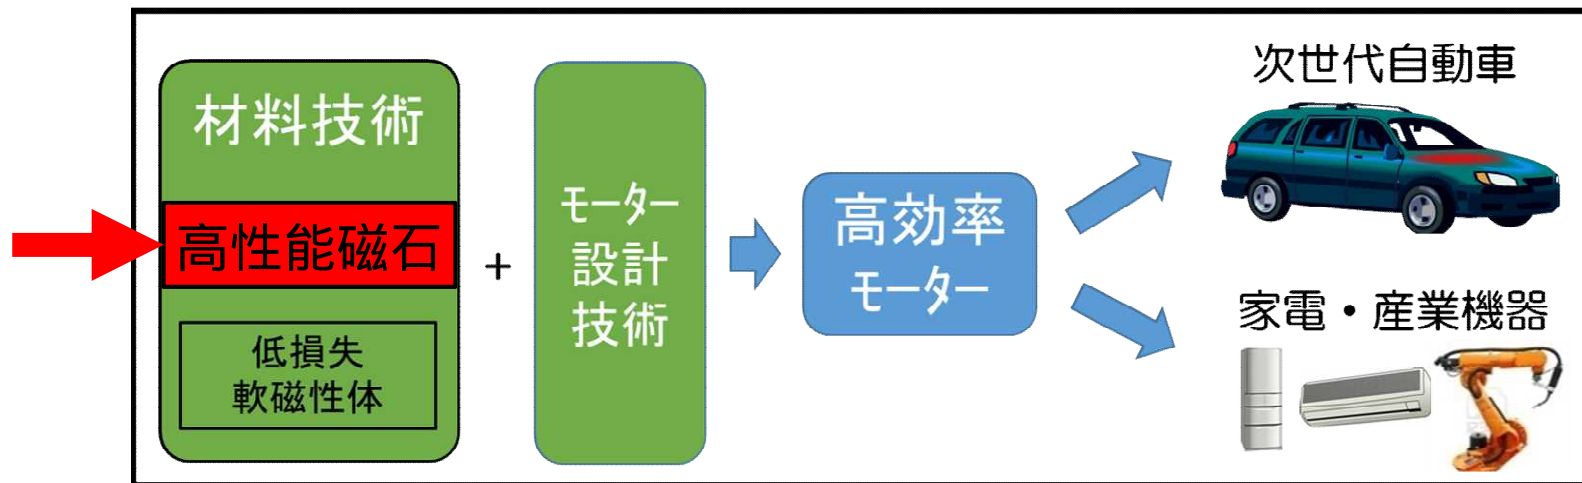 材料技術
高性能磁石
低損失
軟磁性体
+
モーター
設計
技術
高効率
モーター
次世代自動車
家電・産業機器